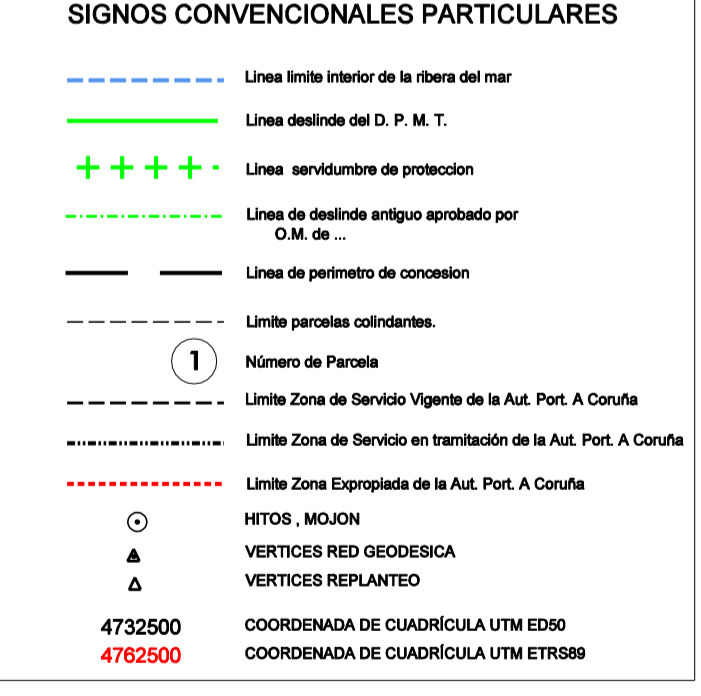 SIGNOS CONVENCIONALES PARTICULARES
Linea limite interior de la ribera del mar
Linea deslinde del D. P. M. T.
Linea servidumbre de proteccion
Linea de deslinde antiguo aprobado por
O.M. de ...
Linea de perimetro de concesion
Limite parcelas colindantes.
1 Número de Parcela
Limite Zona de Servicio Vigente de la Aut. Port. A Coruña
Limite Zona de Servicio en tramitación de la Aut. Port. A Coruña
Limite Zona Expropiada de la Aut. Port. A Coruña
HITOS , MOJON
VERTICES RED GEODESICA
VERTICES REPLANTEO
4732500 COORDENADA DE CUADRÍCULA UTM ED50
4762500 COORDENADA DE CUADRÍCULA UTM ETRS89